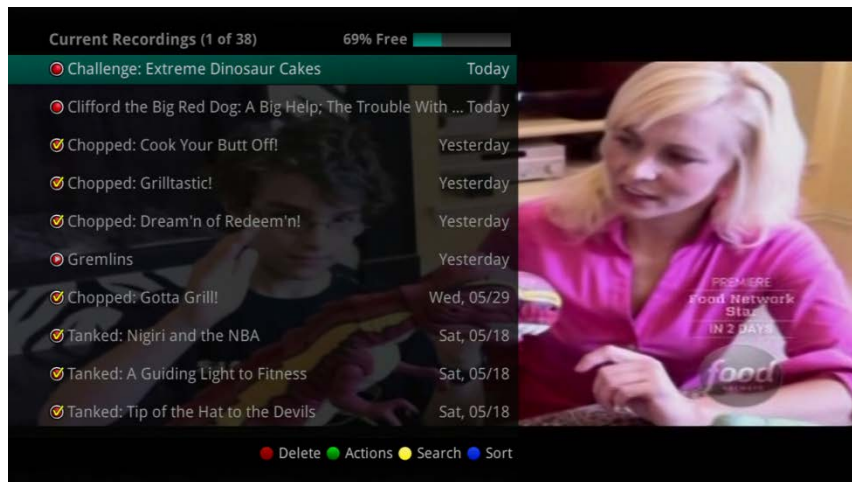 Current Recordings (1 of 38) 69% Free
Challenge: Extreme Dinosaur Cakes Today
Clifford the Big Red Dog: A Big Help; The Trouble With ... Today
Chopped: Cook Your Butt Off! Yesterday
Chopped: Grilltastic! Yesterday
Chopped: Dream'n of Redeem'n! Yesterday
Gremlins Yesterday
Chopped: Gotta Grill! Wed, 05/29
Tanked: Nigiri and the NBA Sat, 05/18
Tanked: A Guiding Light to Fitness Sat, 05/18
Tanked: Tip of the Hat to the Devils Sat, 05/18
PREMIERE
Food Network
Star
IN 2 DAYS
food
NETWORK
Delete Actions Search Sort